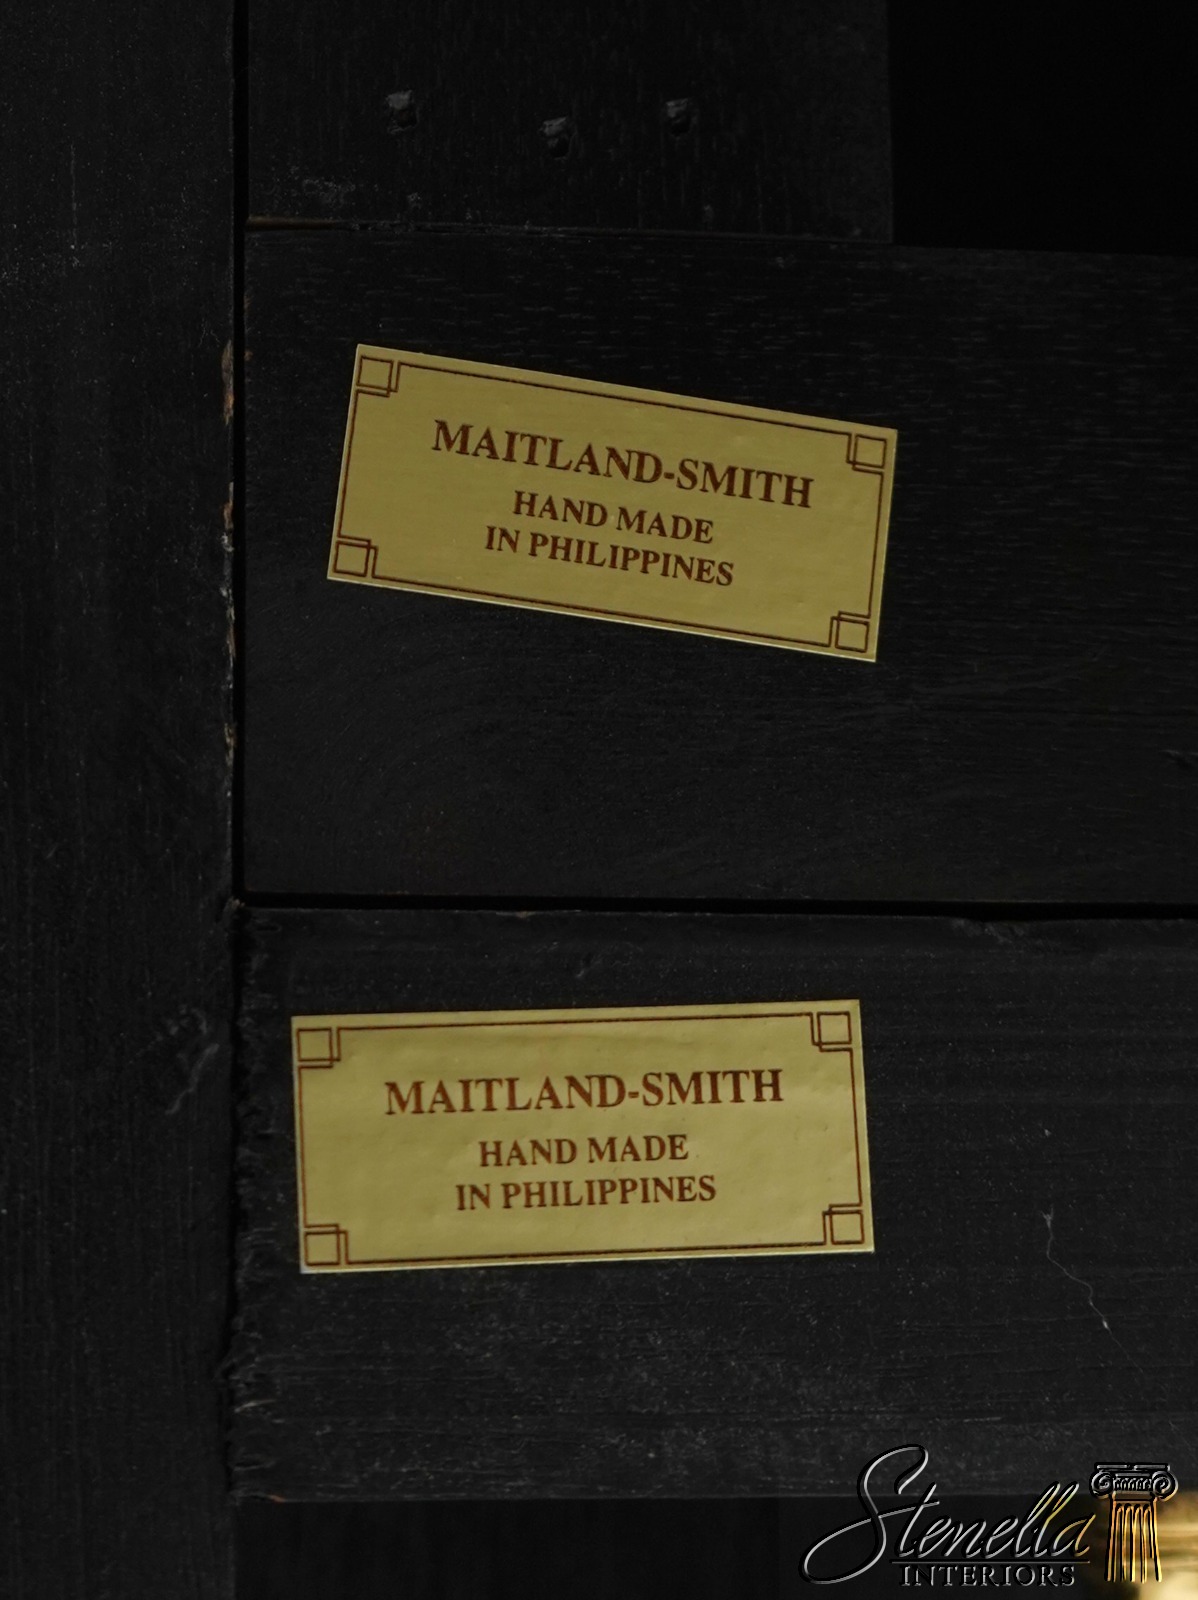 MAITLAND-SMITH
HAND MADE
IN PHILIPPINES
MAITLAND-SMITH
HAND MADE
IN PHILIPPINES
Stenella
INTERIORS